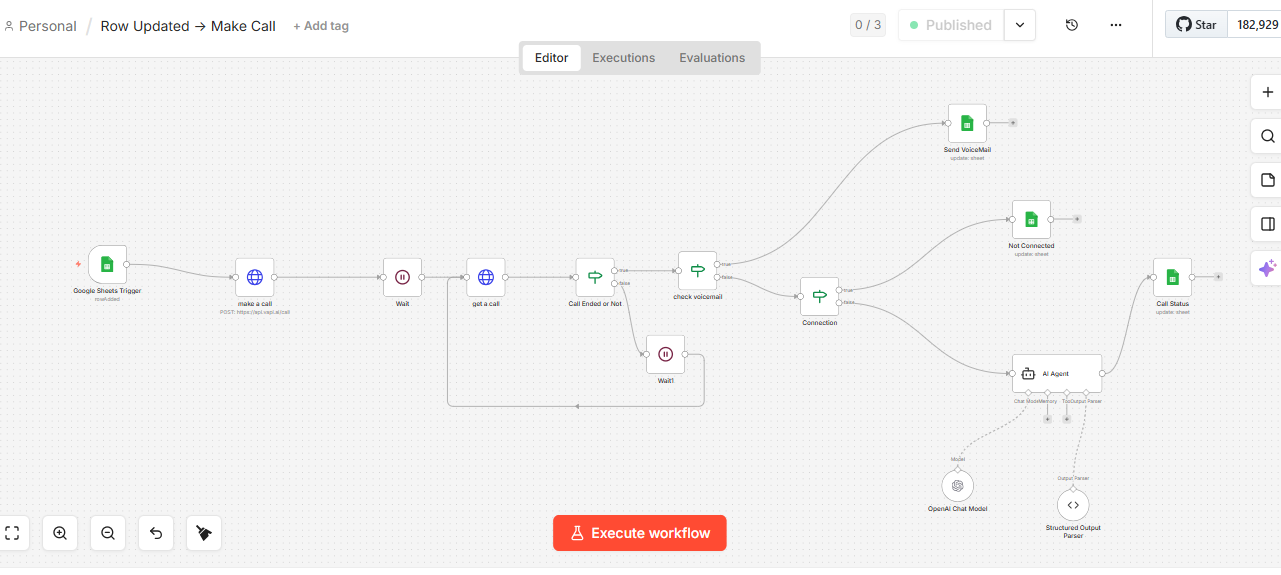 Personal / Row Updated → Make Call + Add tag
0 / 3
Published
Star 182,929
Editor Executions Evaluations
Send VoiceMail
update: sheet
Not Connected
update: sheet
Google Sheets Trigger
rowAdded
make a call
POST: https://api.vapi.ai/call
Wait
get a call
true
false
Call Ended or Not
true
false
check voicemail
true
false
Connection
Call Status
update: sheet
Wait1
AI Agent
Chat Model
Memory
Output Parser
Model
OpenAI Chat Model
Output Parser
Structured Output
Parser
Execute workflow